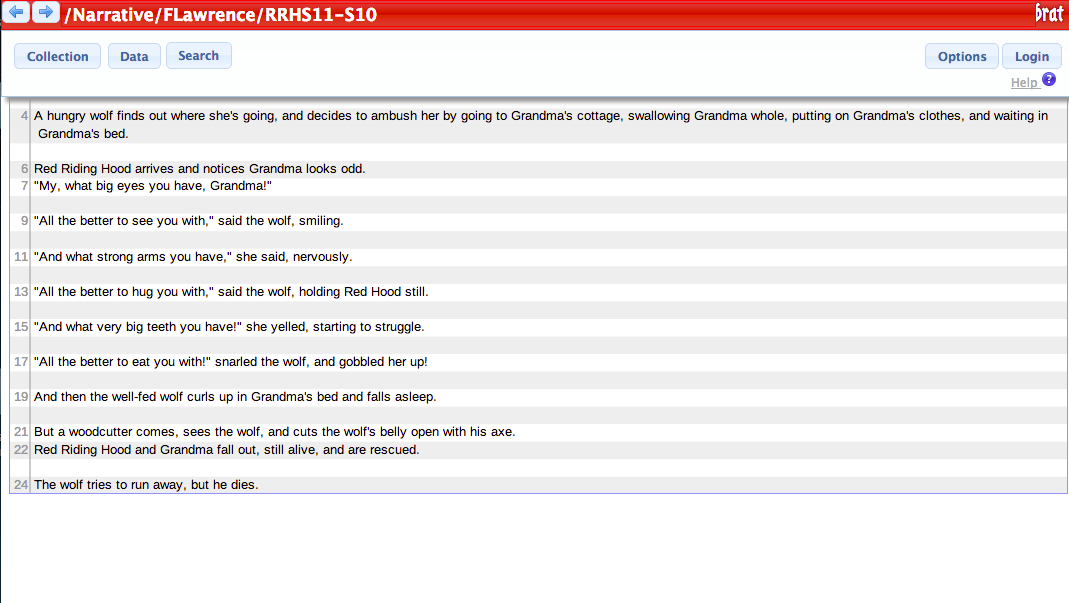 /Narrative/FLawrence/RRHS11-S10
brat
Collection Data Search Options Login
Help ?
4 A hungry wolf finds out where she's going, and decides to ambush her by going to Grandma's cottage, swallowing Grandma whole, putting on Grandma's clothes, and waiting in
Grandma's bed.
6 Red Riding Hood arrives and notices Grandma looks odd.
7 "My, what big eyes you have, Grandma!"
9 "All the better to see you with," said the wolf, smiling.
11 "And what strong arms you have," she said, nervously.
13 "All the better to hug you with," said the wolf, holding Red Hood still.
15 "And what very big teeth you have!" she yelled, starting to struggle.
17 "All the better to eat you with!" snarled the wolf, and gobbled her up!
19 And then the well-fed wolf curls up in Grandma's bed and falls asleep.
21 But a woodcutter comes, sees the wolf, and cuts the wolf's belly open with his axe.
22 Red Riding Hood and Grandma fall out, still alive, and are rescued.
24 The wolf tries to run away, but he dies.